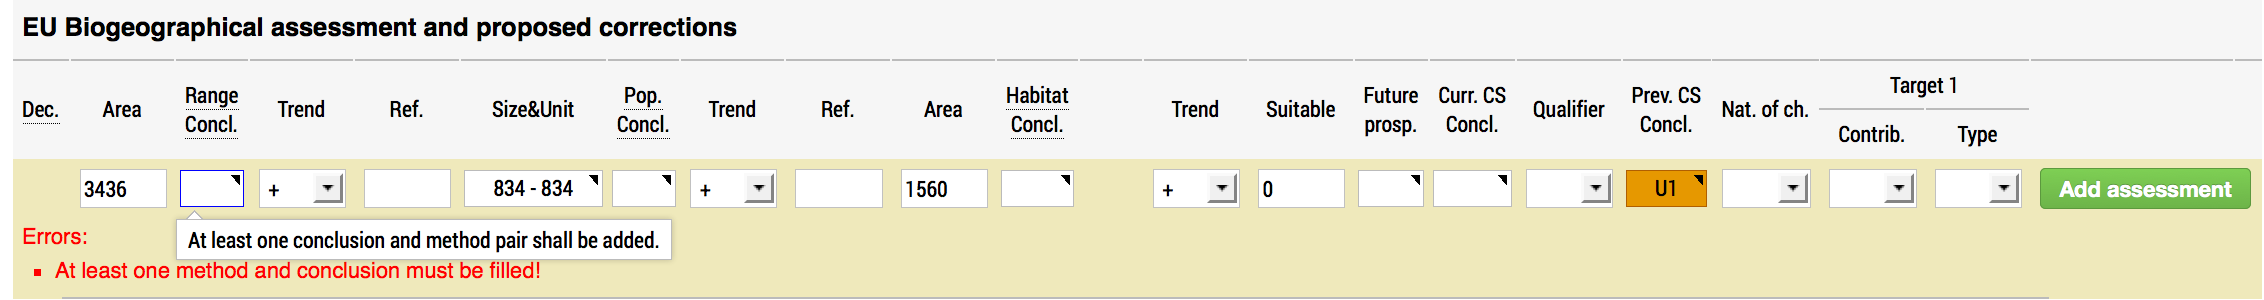 EU Biogeographical assessment and proposed corrections
Dec. Area Range Concl. Trend Ref. Size&Unit Pop. Concl. Trend Ref. Area Habitat Concl. Trend Suitable Future prosp. Curr. CS Concl. Qualifier Prev. CS Concl. Nat. of ch. Target 1
Contrib. Type
3436 + 834 - 834 + 1560 + 0 U1 Add assessment
At least one conclusion and method pair shall be added.
Errors:
At least one method and conclusion must be filled!